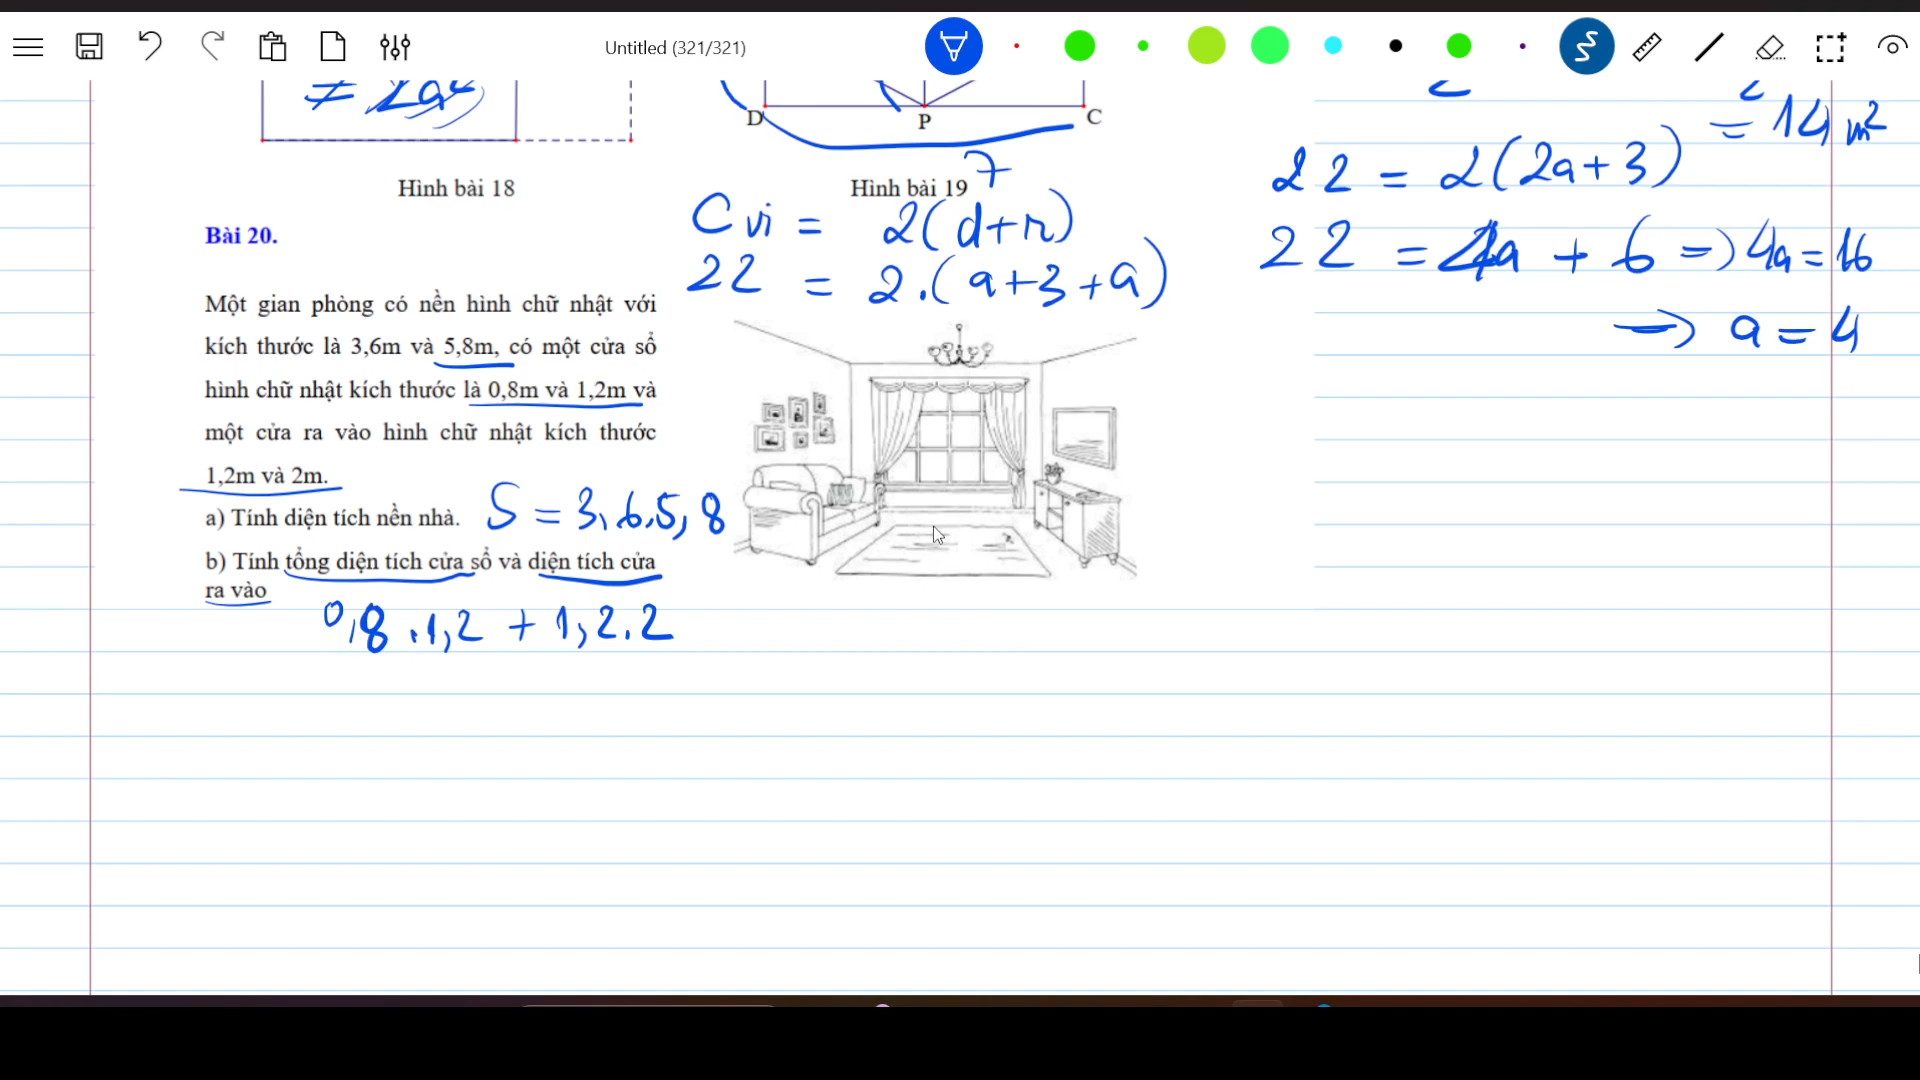 Untitled (321/321)
≠ 2a²
D
P
C
7
Hình bài 18
Hình bài 19
= 14 m²
22 = 2(2a+3)
Bài 20.
Cvi = 2(d+r)
22 = 4a + 6 => 4a = 16
22 = 2.(a+3+a)
=> a = 4
Một gian phòng có nền hình chữ nhật với
kích thước là 3,6m và 5,8m, có một cửa sổ
hình chữ nhật kích thước là 0,8m và 1,2m và
một cửa ra vào hình chữ nhật kích thước
1,2m và 2m.
a) Tính diện tích nền nhà.
S = 3,6.5,8
b) Tính tổng diện tích cửa sổ và diện tích cửa
ra vào
0,8.1,2 + 1,2.2